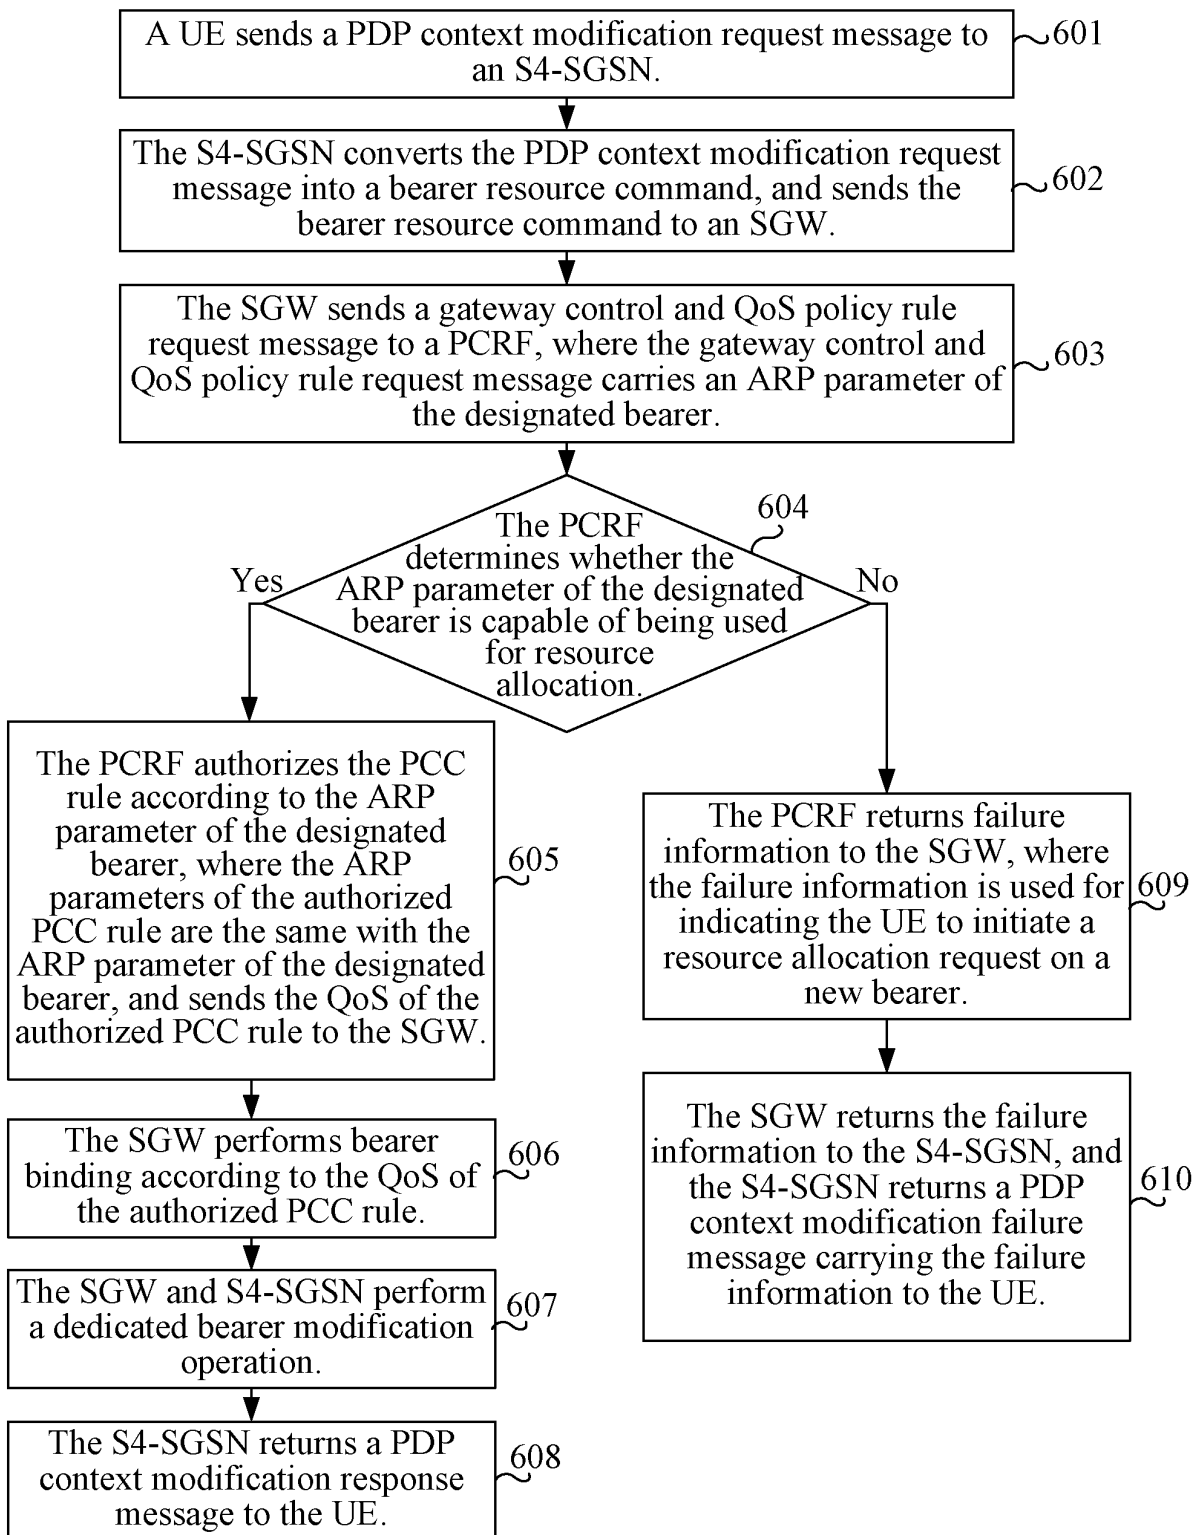 A UE sends a PDP context modification request message to
an S4-SGSN.
601
The S4-SGSN converts the PDP context modification request
message into a bearer resource command, and sends the
bearer resource command to an SGW.
602
The SGW sends a gateway control and QoS policy rule
request message to a PCRF, where the gateway control and
QoS policy rule request message carries an ARP parameter of
the designated bearer.
603
The PCRF
determines whether the
ARP parameter of the designated
bearer is capable of being used
for resource
allocation.
604
Yes
No
The PCRF authorizes the PCC
rule according to the ARP
parameter of the designated
bearer, where the ARP
parameters of the authorized
PCC rule are the same with the
ARP parameter of the designated
bearer, and sends the QoS of the
authorized PCC rule to the SGW.
605
The SGW performs bearer
binding according to the QoS of
the authorized PCC rule.
606
The SGW and S4-SGSN perform
a dedicated bearer modification
operation.
607
The S4-SGSN returns a PDP
context modification response
message to the UE.
608
The PCRF returns failure
information to the SGW, where
the failure information is used for
indicating the UE to initiate a
resource allocation request on a
new bearer.
609
The SGW returns the failure
information to the S4-SGSN, and
the S4-SGSN returns a PDP
context modification failure
message carrying the failure
information to the UE.
610